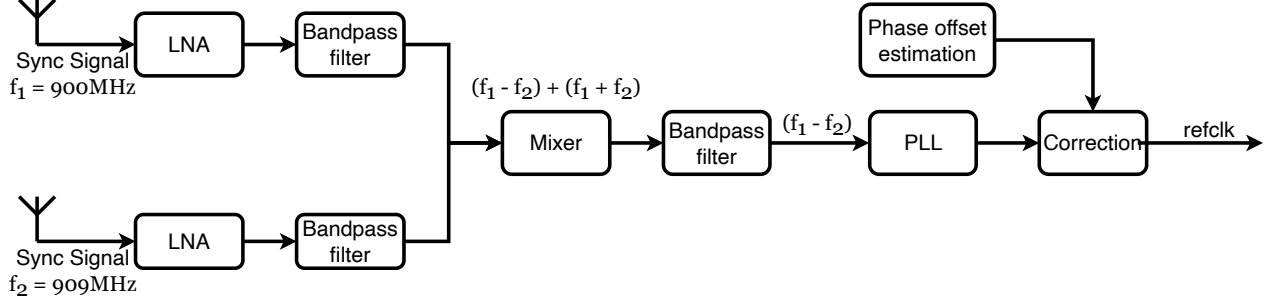 Sync Signal
f₁ = 900MHz
LNA
Bandpass
filter
Sync Signal
f₂ = 909MHz
LNA
Bandpass
filter
(f₁ - f₂) + (f₁ + f₂)
Mixer
Bandpass
filter
(f₁ - f₂)
PLL
Phase offset
estimation
Correction
refclk